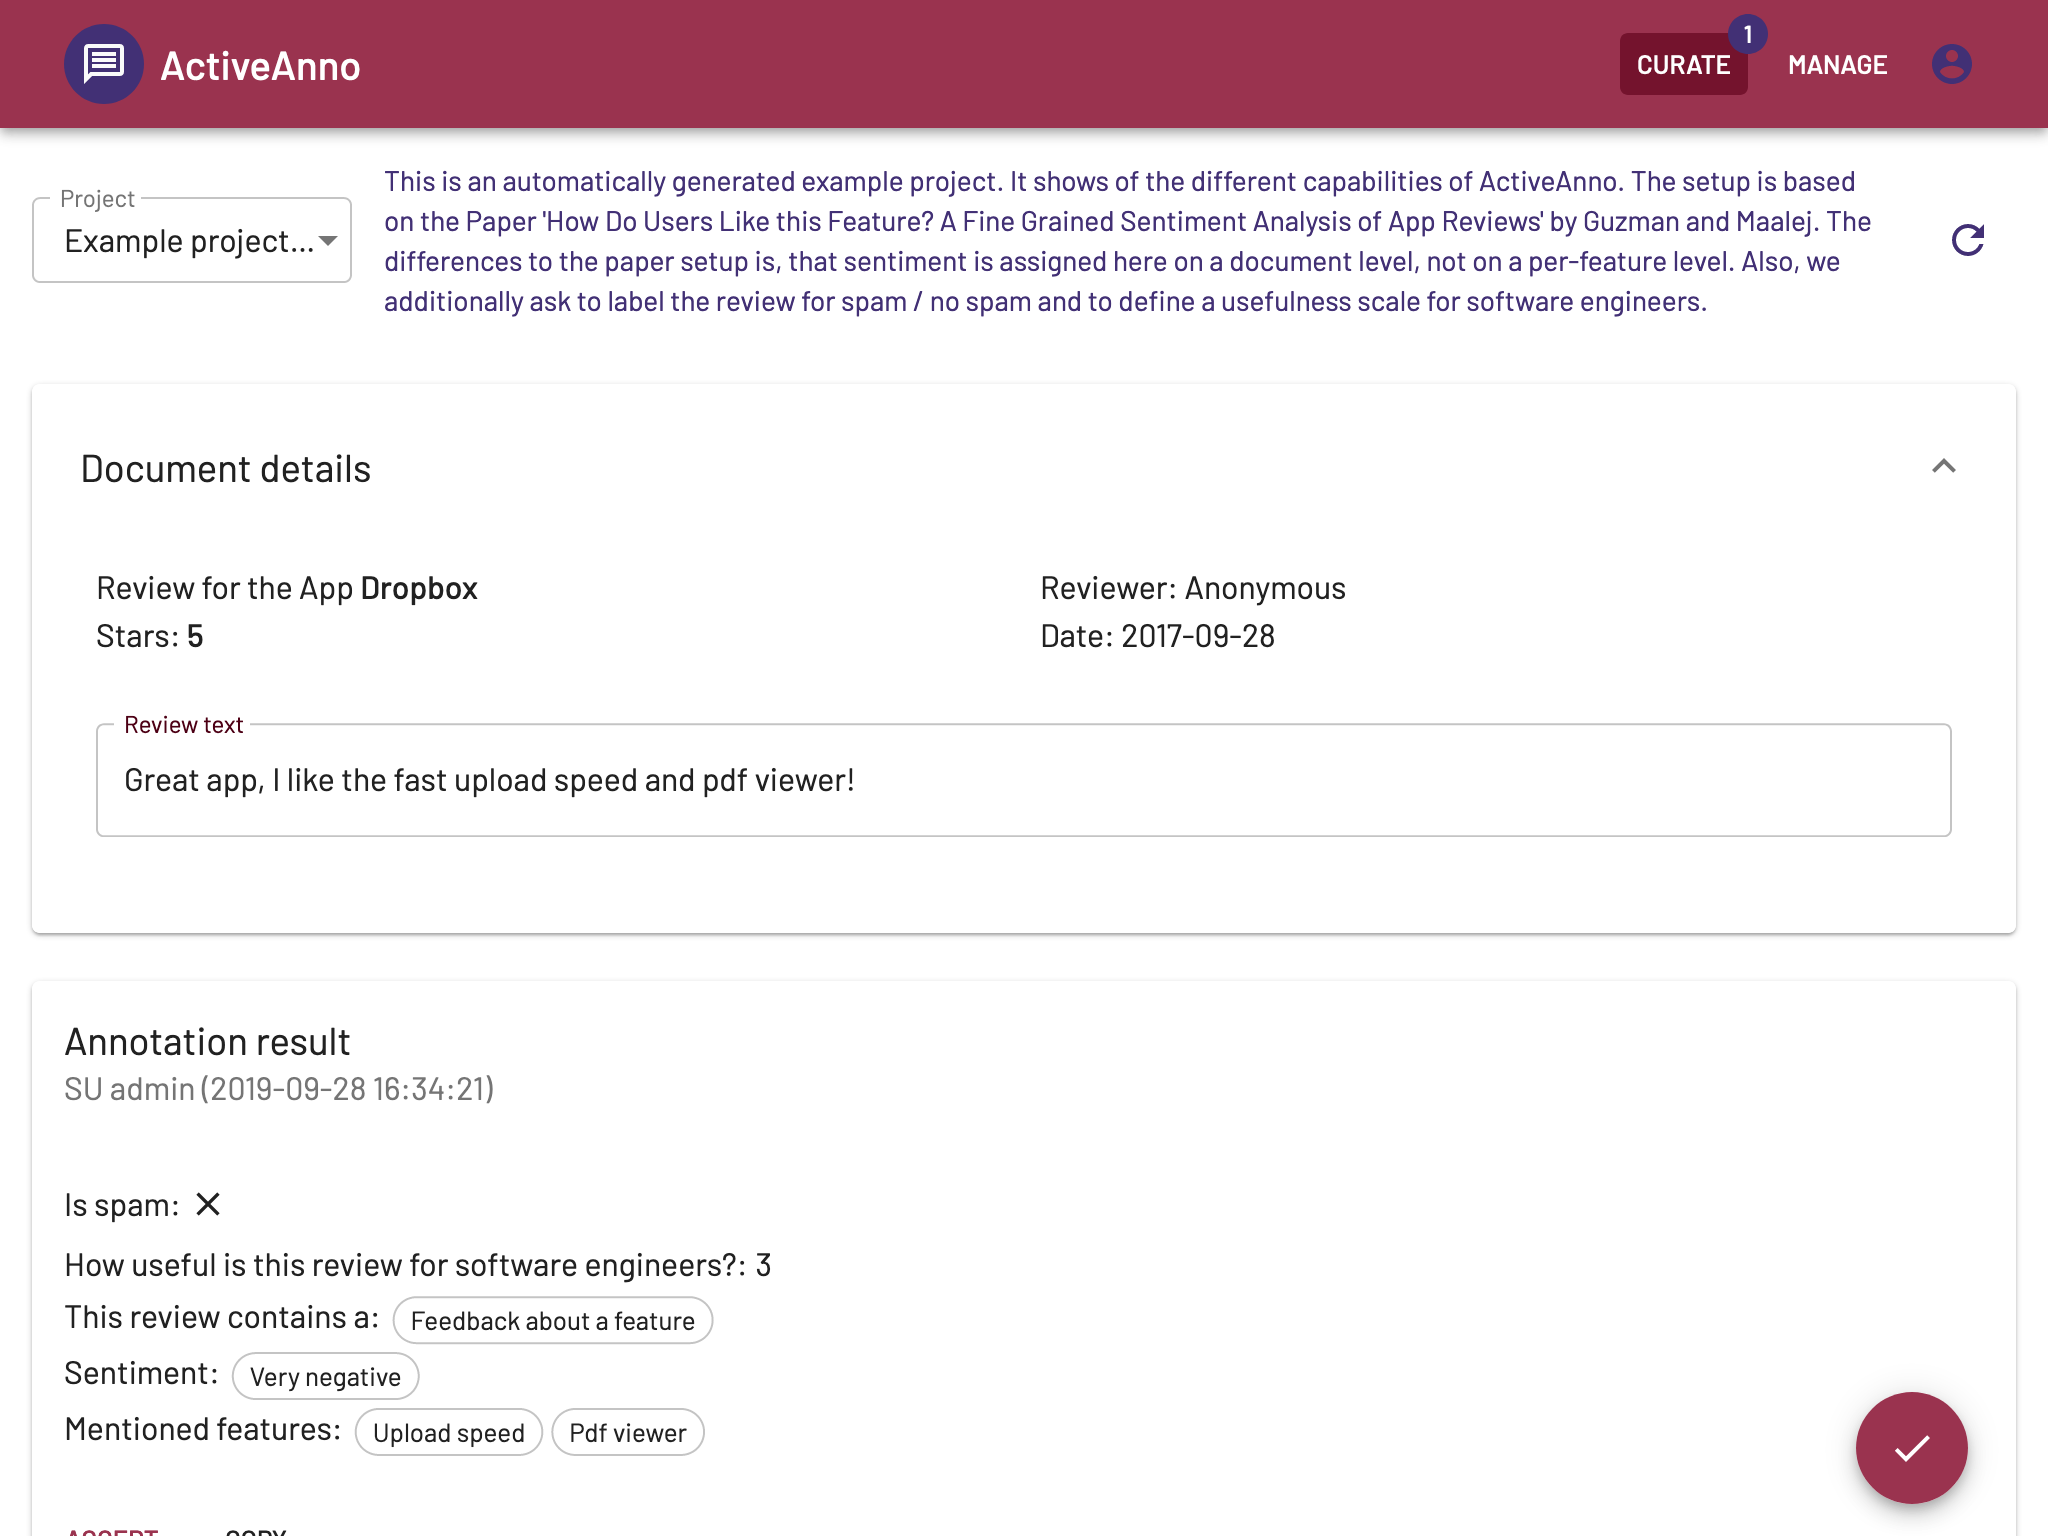 ActiveAnno
CURATE
1
MANAGE
Project
Example project...
This is an automatically generated example project. It shows of the different capabilities of ActiveAnno. The setup is based
on the Paper 'How Do Users Like this Feature? A Fine Grained Sentiment Analysis of App Reviews' by Guzman and Maalej. The
differences to the paper setup is, that sentiment is assigned here on a document level, not on a per-feature level. Also, we
additionally ask to label the review for spam / no spam and to define a usefulness scale for software engineers.
Document details
Review for the App Dropbox
Stars: 5
Reviewer: Anonymous
Date: 2017-09-28
Review text
Great app, I like the fast upload speed and pdf viewer!
Annotation result
SU admin (2019-09-28 16:34:21)
Is spam:
How useful is this review for software engineers?: 3
This review contains a: Feedback about a feature
Sentiment: Very negative
Mentioned features: Upload speed Pdf viewer
ACCEPT COPY